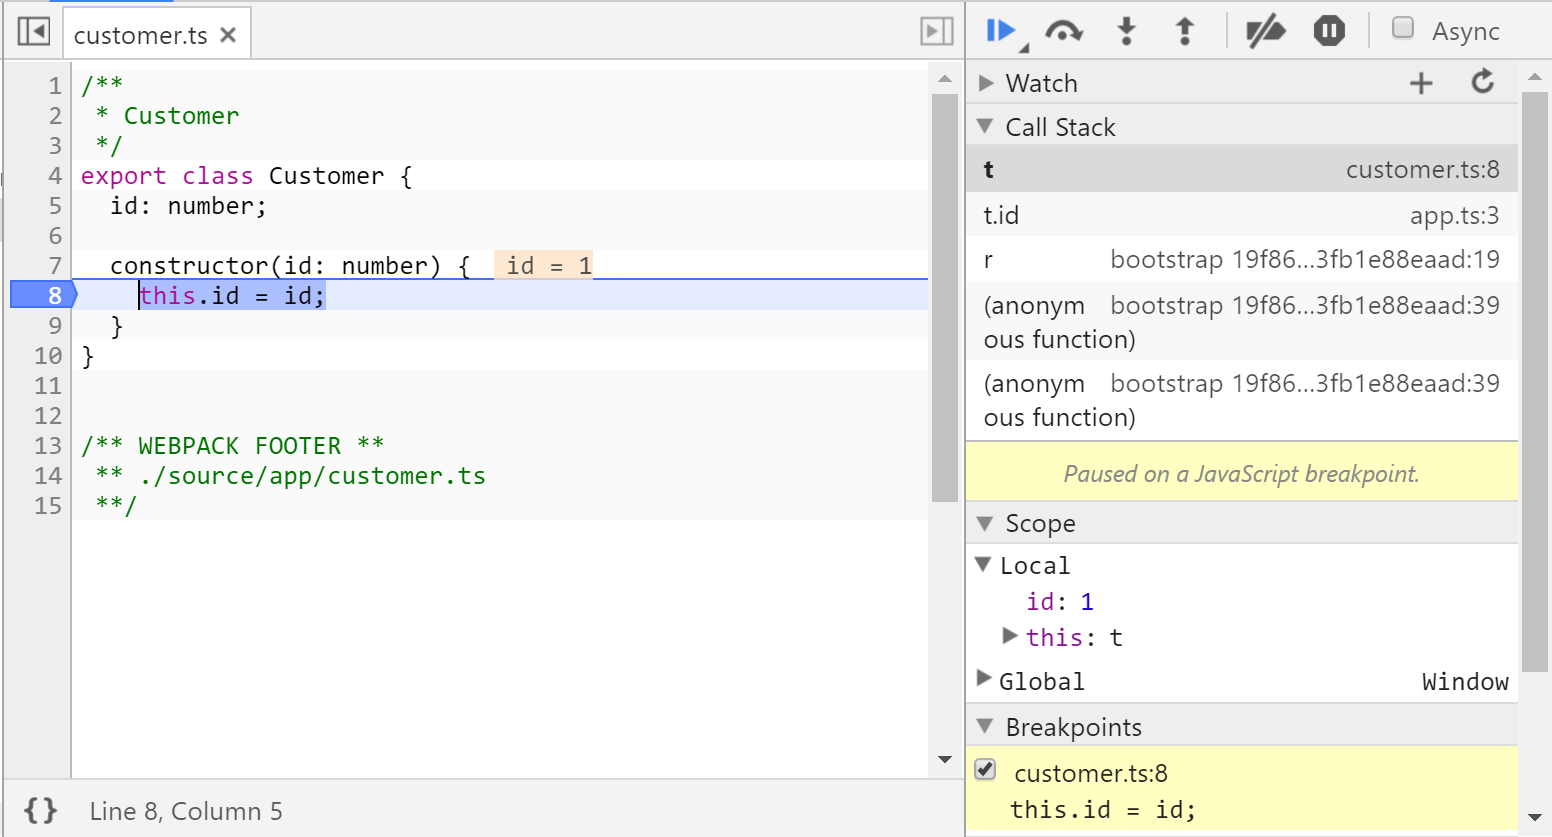 customer.ts ×
Async
1 /**
2  * Customer
3  */
4 export class Customer {
5   id: number;
6
7   constructor(id: number) {  id = 1
8     this.id = id;
9   }
10 }
11
12
13 /** WEBPACK FOOTER **
14  ** ./source/app/customer.ts
15  **/
{} Line 8, Column 5
Watch
Call Stack
t customer.ts:8
t.id app.ts:3
r bootstrap 19f86...3fb1e88eaad:19
(anonym bootstrap 19f86...3fb1e88eaad:39
ous function)
(anonym bootstrap 19f86...3fb1e88eaad:39
ous function)
Paused on a JavaScript breakpoint.
Scope
Local
id: 1
this: t
Global Window
Breakpoints
customer.ts:8
this.id = id;